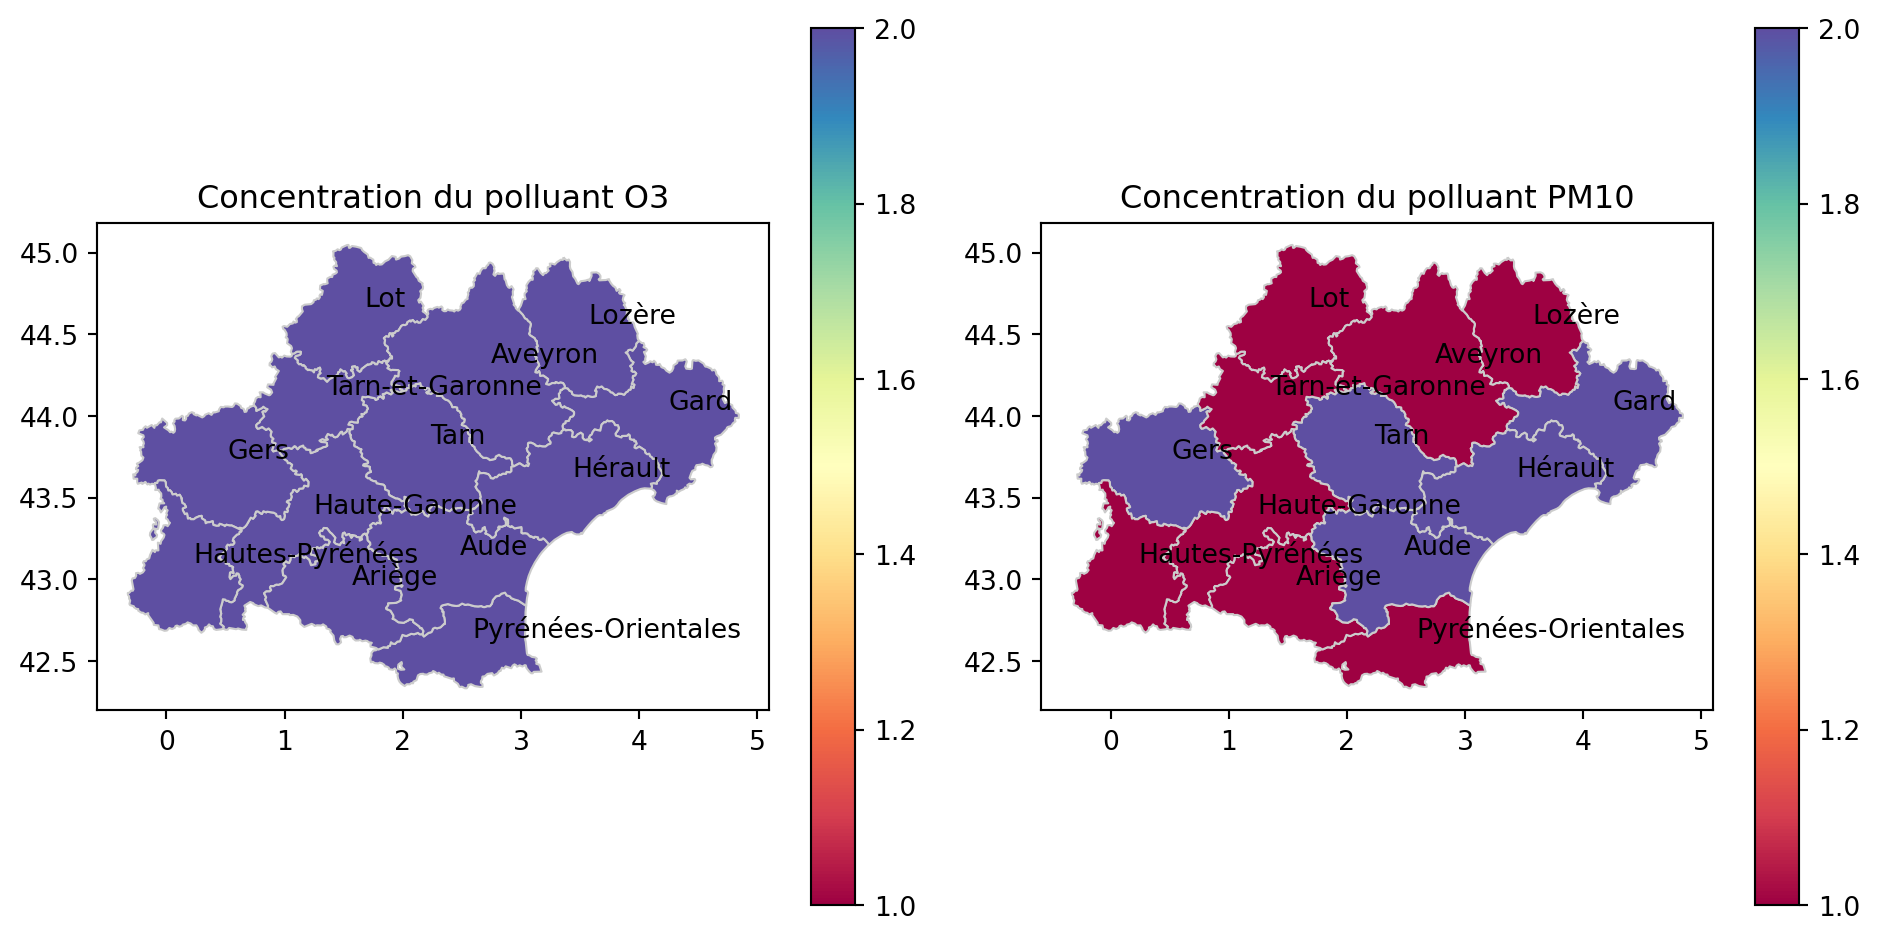 Concentration du polluant O3
45.0
44.5
44.0
43.5
43.0
42.5
0 1 2 3 4 5
Lot
Lozère
Aveyron
Tarn-et-Garonne
Gard
Tarn
Gers
Hérault
Haute-Garonne
Aude
Hautes-Pyrénées
Ariège
Pyrénées-Orientales
2.0
1.8
1.6
1.4
1.2
1.0
Concentration du polluant PM10
45.0
44.5
44.0
43.5
43.0
42.5
0 1 2 3 4 5
Lot
Lozère
Aveyron
Tarn-et-Garonne
Gard
Tarn
Gers
Hérault
Haute-Garonne
Aude
Hautes-Pyrénées
Ariège
Pyrénées-Orientales
2.0
1.8
1.6
1.4
1.2
1.0